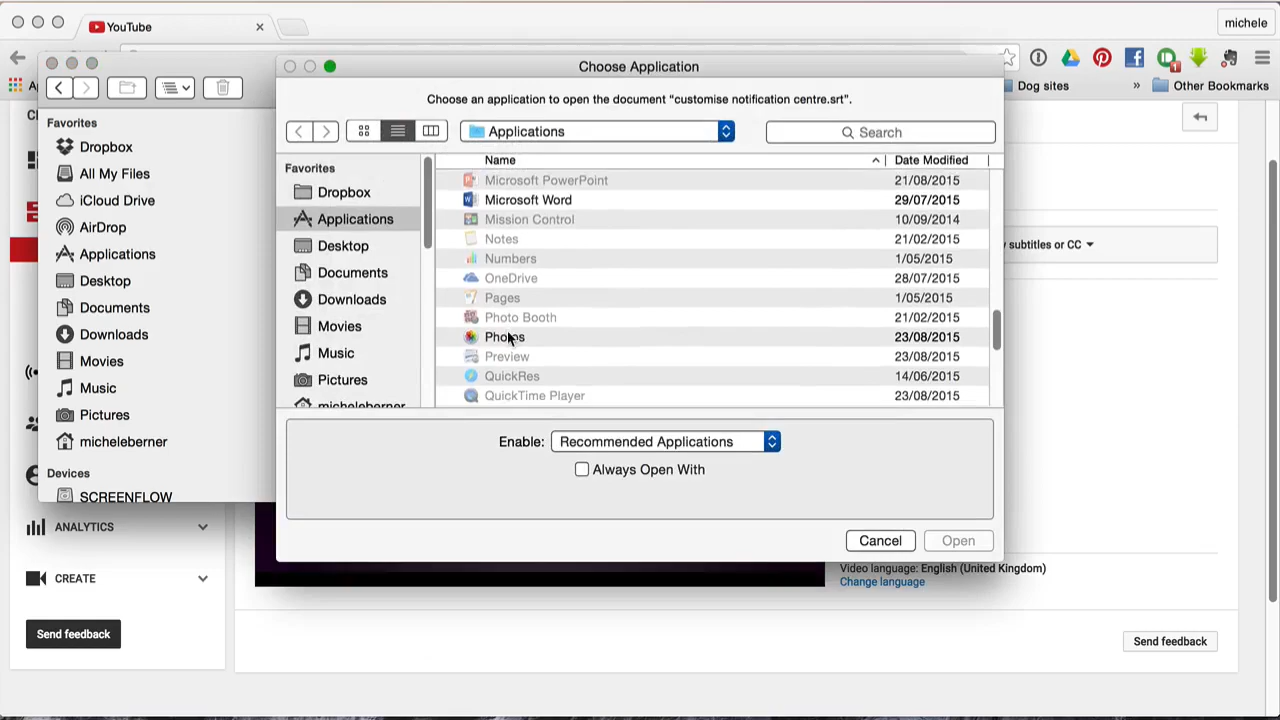 YouTube
michele
Dog sites
» Other Bookmarks
Choose Application
Choose an application to open the document “customise notification centre.srt”.
Applications
Search
Favorites
Dropbox
All My Files
iCloud Drive
AirDrop
Applications
Desktop
Documents
Downloads
Movies
Music
Pictures
micheleberner
Devices
SCREENFLOW
Favorites
Dropbox
Applications
Desktop
Documents
Downloads
Movies
Music
Pictures
micheleberner
Name Date Modified
Microsoft PowerPoint 21/08/2015
Microsoft Word 29/07/2015
Mission Control 10/09/2014
Notes 21/02/2015
Numbers 1/05/2015
OneDrive 28/07/2015
Pages 1/05/2015
Photo Booth 21/02/2015
Photos 23/08/2015
Preview 23/08/2015
QuickRes 14/06/2015
QuickTime Player 23/08/2015
Enable: Recommended Applications
Always Open With
Cancel Open
subtitles or CC
ANALYTICS
CREATE
Send feedback
Video language: English (United Kingdom)
Change language
Send feedback